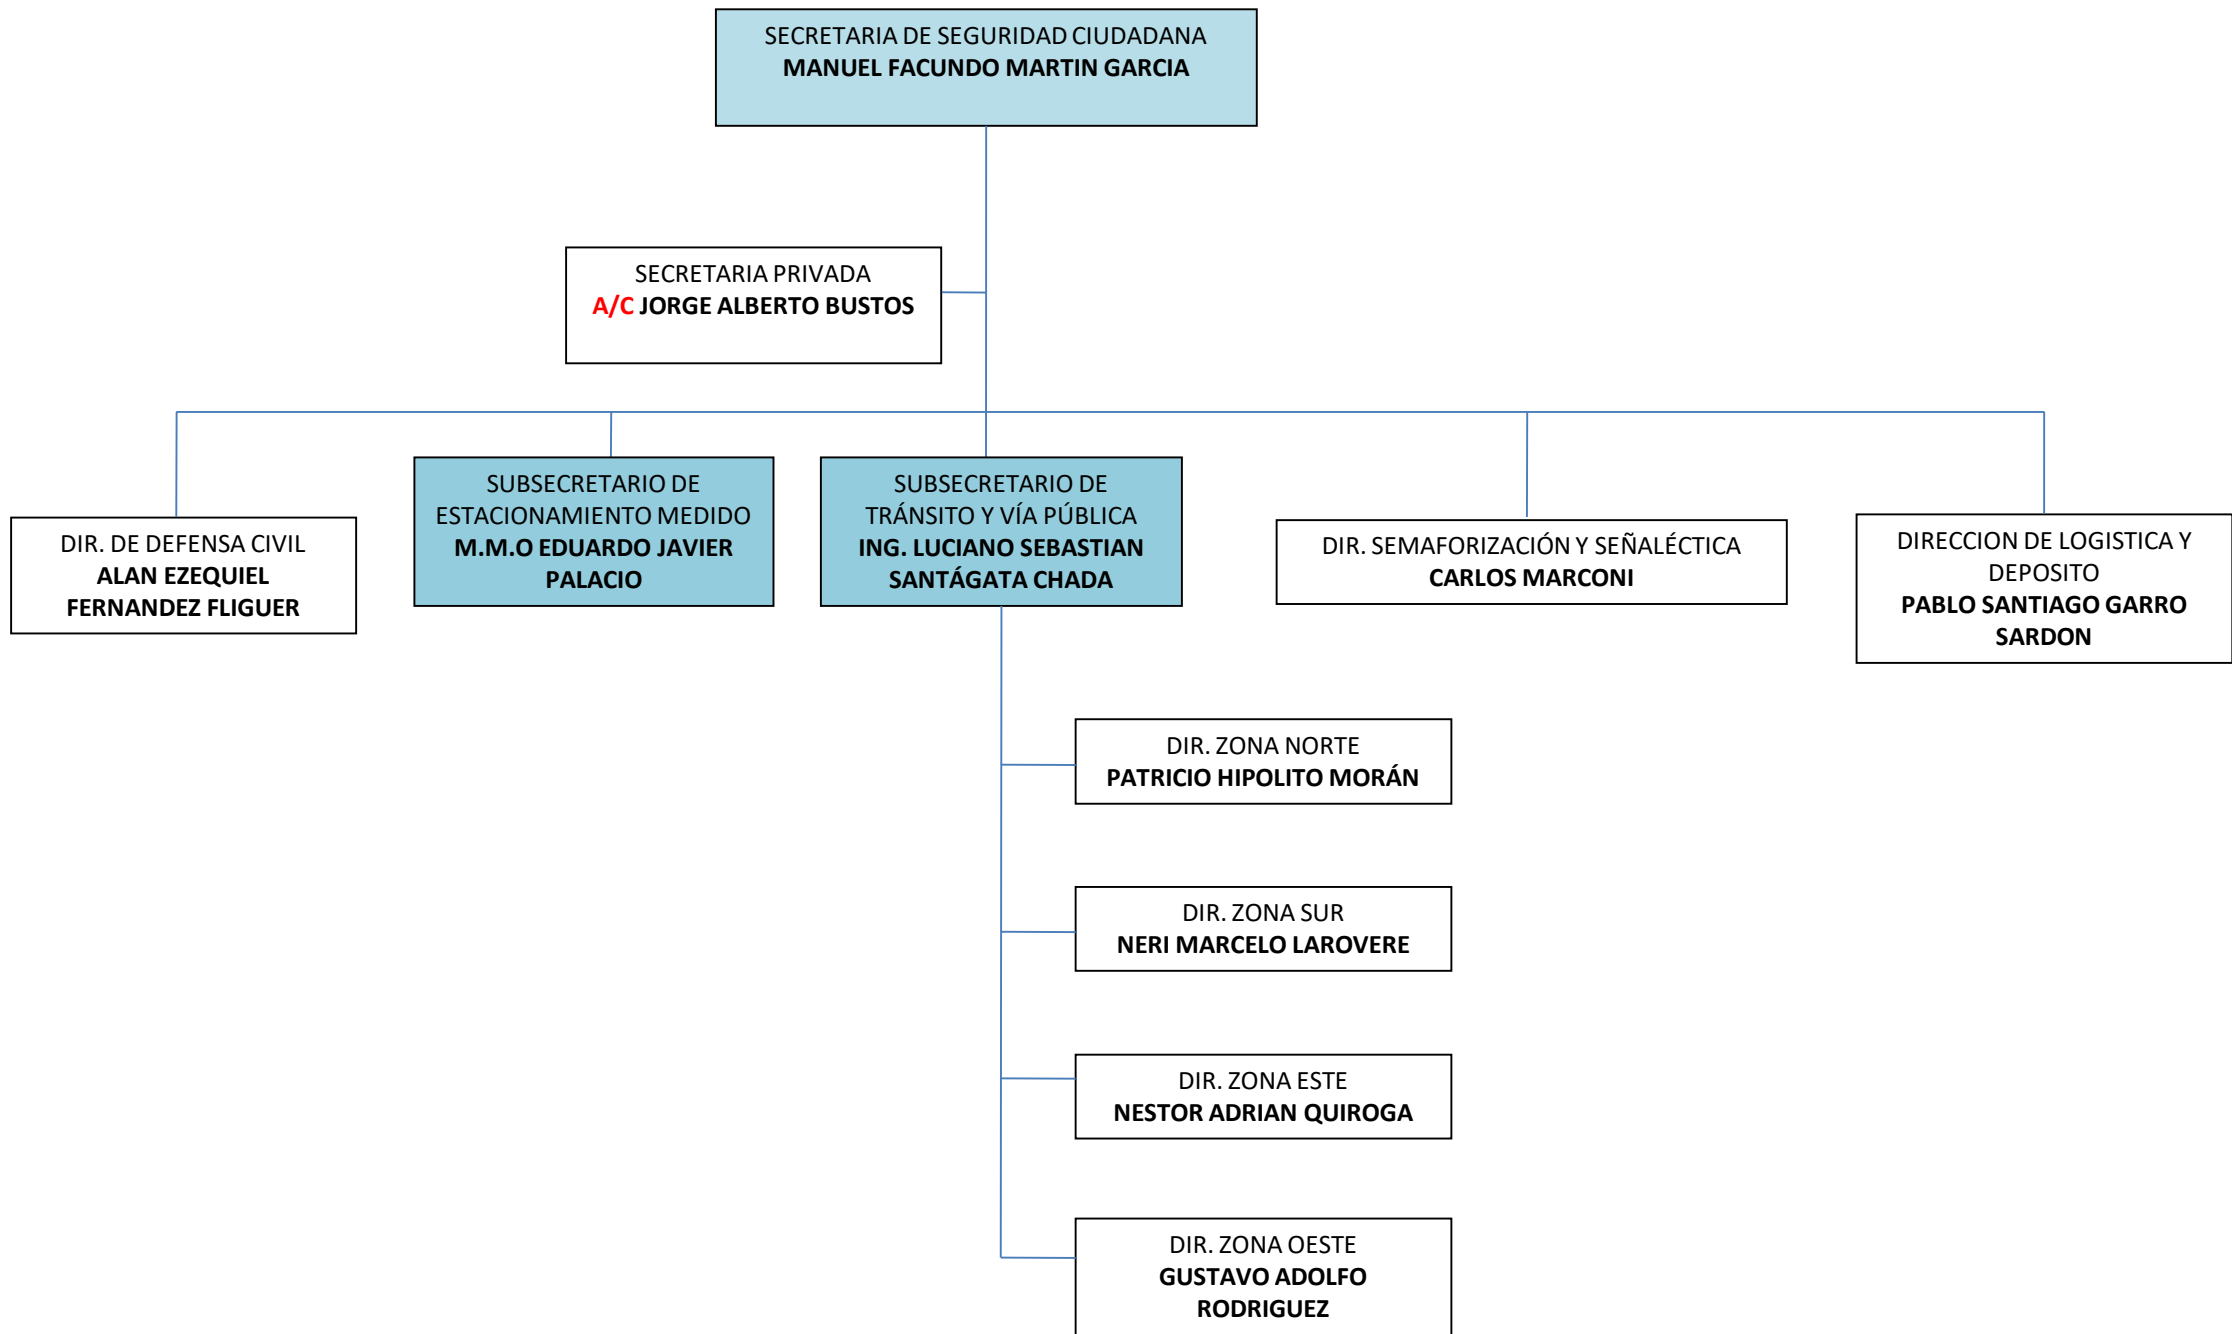 SECRETARIA DE SEGURIDAD CIUDADANA
MANUEL FACUNDO MARTIN GARCIA
SECRETARIA PRIVADA
A/C JORGE ALBERTO BUSTOS
DIR. DE DEFENSA CIVIL
ALAN EZEQUIEL
FERNANDEZ FLIGUER
SUBSECRETARIO DE
ESTACIONAMIENTO MEDIDO
M.M.O EDUARDO JAVIER
PALACIO
SUBSECRETARIO DE
TRÁNSITO Y VÍA PÚBLICA
ING. LUCIANO SEBASTIAN
SANTÁGATA CHADA
DIR. SEMAFORIZACIÓN Y SEÑALÉCTICA
CARLOS MARCONI
DIRECCION DE LOGISTICA Y
DEPOSITO
PABLO SANTIAGO GARRO
SARDON
DIR. ZONA NORTE
PATRICIO HIPOLITO MORÁN
DIR. ZONA SUR
NERI MARCELO LAROVERE
DIR. ZONA ESTE
NESTOR ADRIAN QUIROGA
DIR. ZONA OESTE
GUSTAVO ADOLFO
RODRIGUEZ